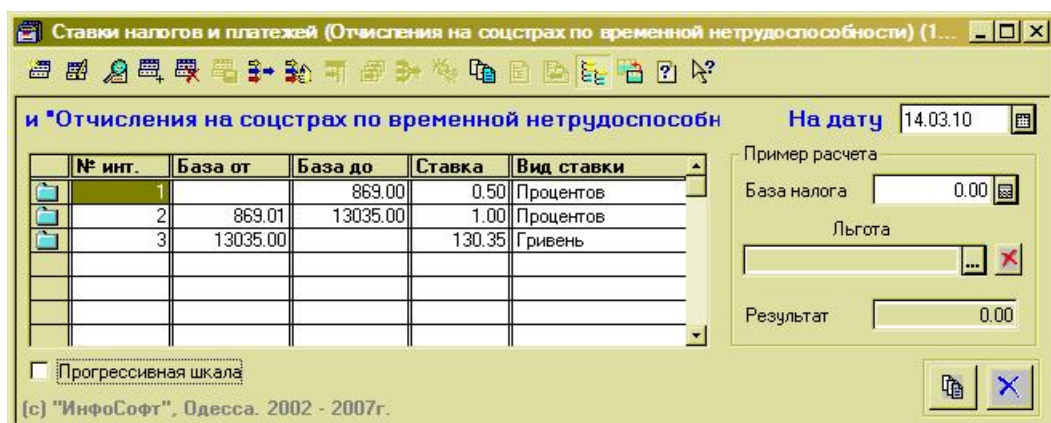 Ставки налогов и платежей (Отчисления на соцстрах по временной нетрудоспособности) (1...
и "Отчисления на соцстрах по временной нетрудоспособн
На дату 14.03.10
№ инт. База от База до Ставка Вид ставки
1 869.00 0.50 Процентов
2 869.01 13035.00 1.00 Процентов
3 13035.00 130.35 Гривень
Пример расчета
База налога 0.00
Льгота
...
Результат 0.00
Прогрессивная шкала
(c) "ИнфоСофт", Одесса. 2002 - 2007г.